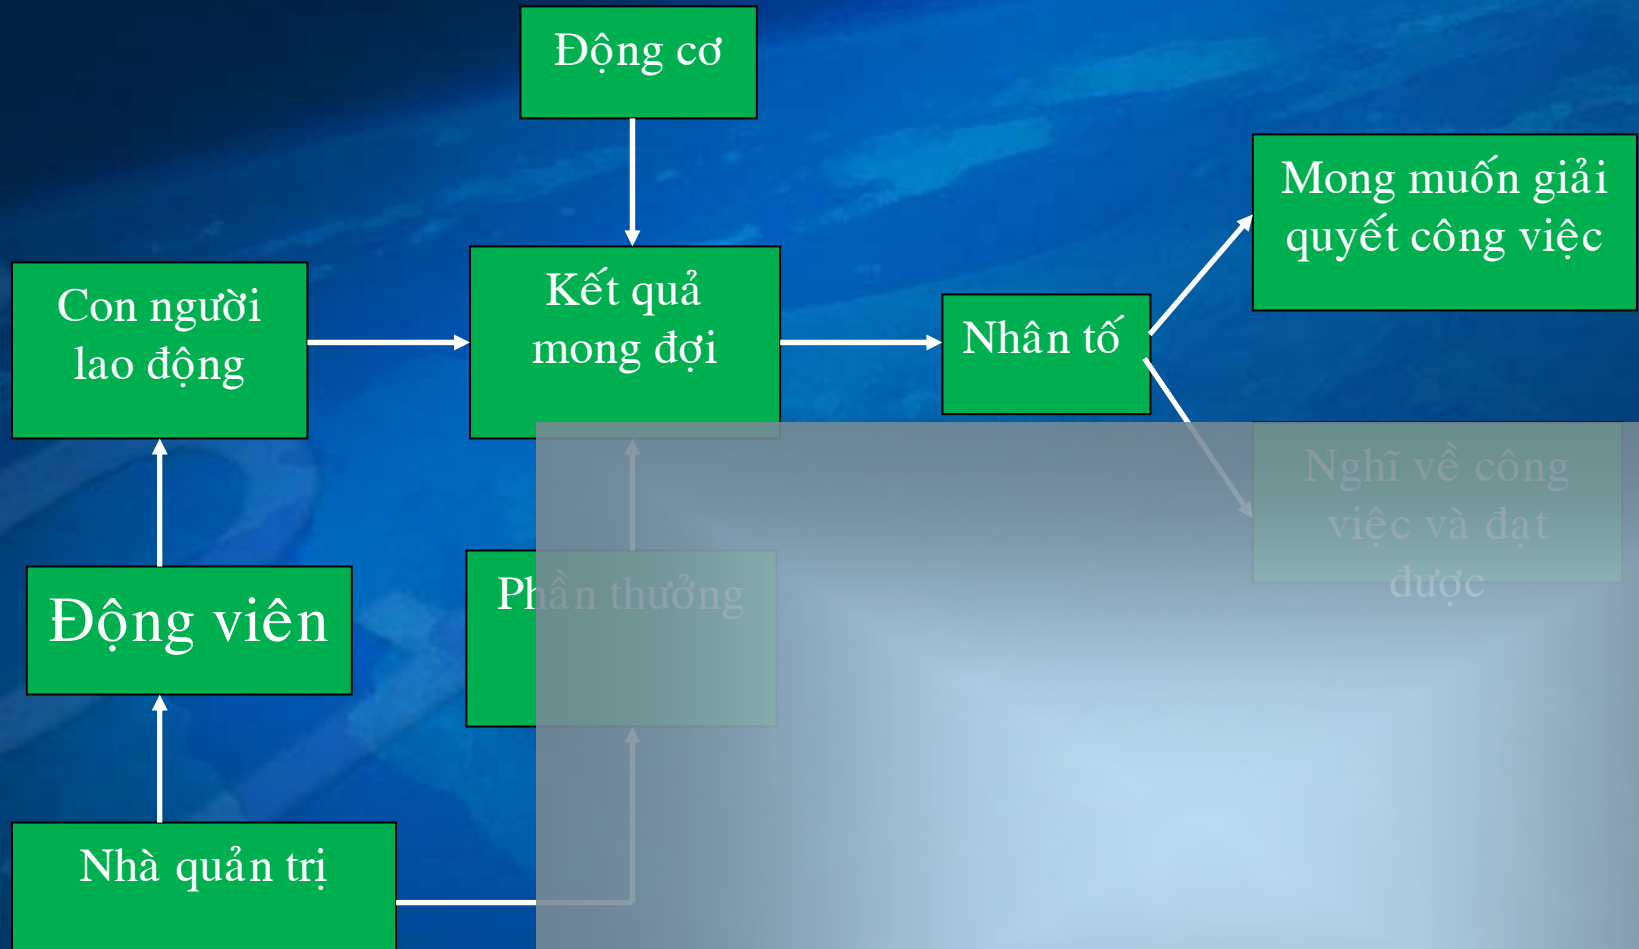 Động cơ
Mong muốn giải
quyết công việc
Con người
lao động
Kết quả
mong đợi
Nhân tố
Nghĩ về công
việc và đạt
được
Động viên
Phần thưởng
Nhà quản trị